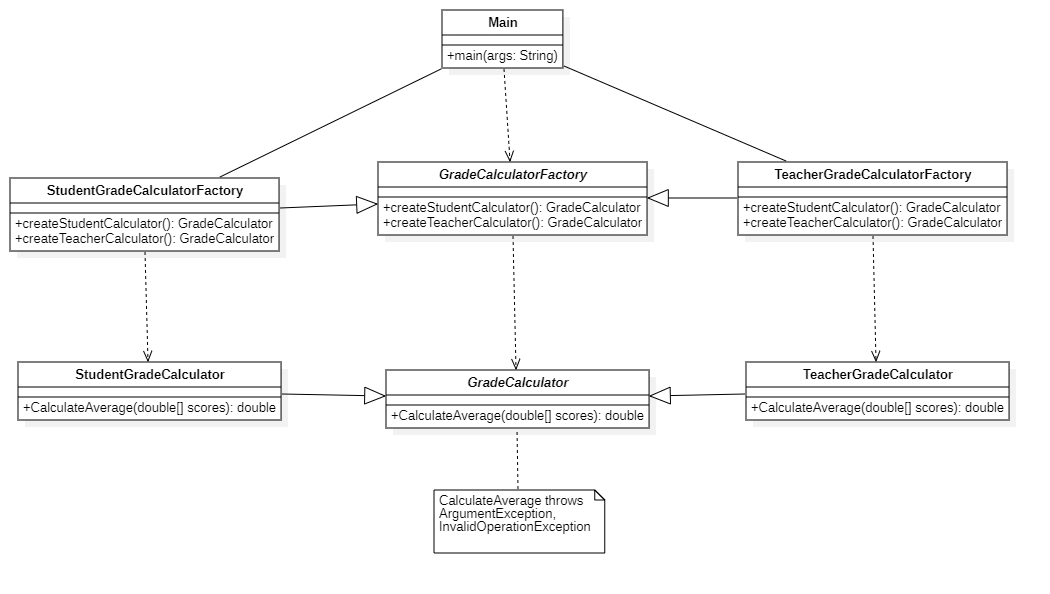 Main
+main(args: String)
StudentGradeCalculatorFactory
+createStudentCalculator(): GradeCalculator
+createTeacherCalculator(): GradeCalculator
GradeCalculatorFactory
+createStudentCalculator(): GradeCalculator
+createTeacherCalculator(): GradeCalculator
TeacherGradeCalculatorFactory
+createStudentCalculator(): GradeCalculator
+createTeacherCalculator(): GradeCalculator
StudentGradeCalculator
+CalculateAverage(double[] scores): double
GradeCalculator
+CalculateAverage(double[] scores): double
TeacherGradeCalculator
+CalculateAverage(double[] scores): double
CalculateAverage throws
ArgumentException,
InvalidOperationException